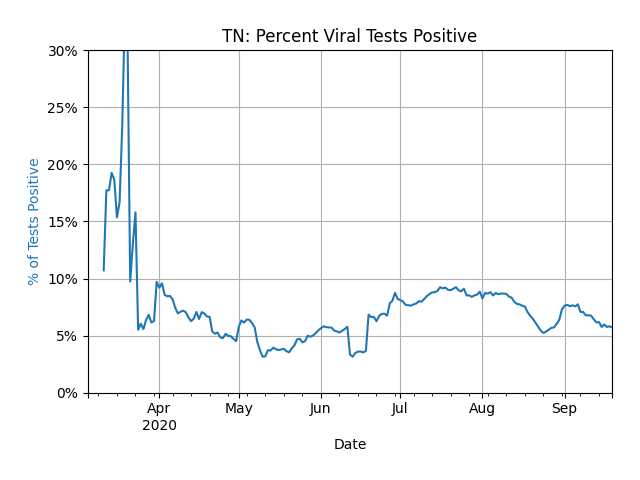 TN: Percent Viral Tests Positive
% of Tests Positive
30%
25%
20%
15%
10%
5%
0%
Apr May Jun Jul Aug Sep
2020
Date